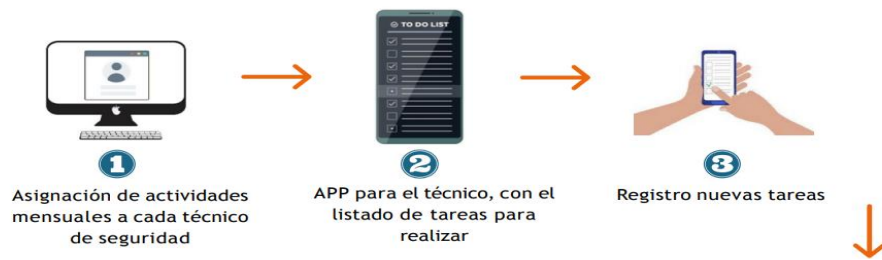 TO DO LIST
1
2
3
Asignación de actividades
mensuales a cada técnico
de seguridad
APP para el técnico, con el
listado de tareas para
realizar
Registro nuevas tareas